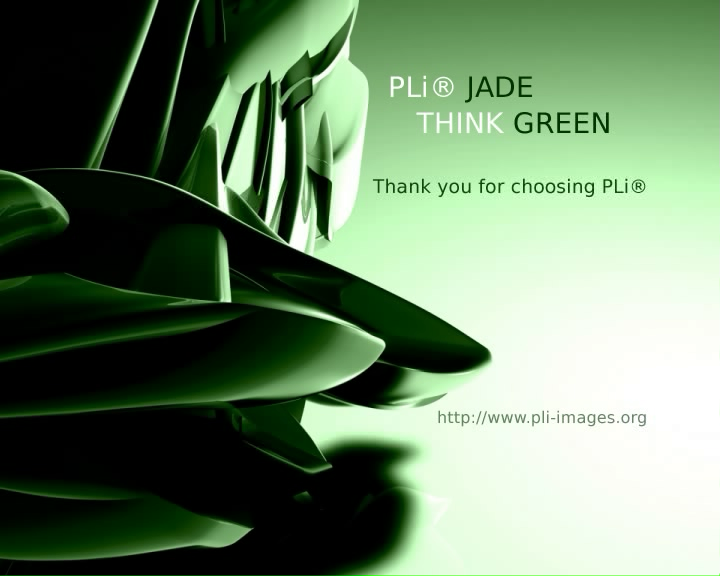 PLi® JADE
THINK GREEN
Thank you for choosing PLi®
http://www.pli-images.org